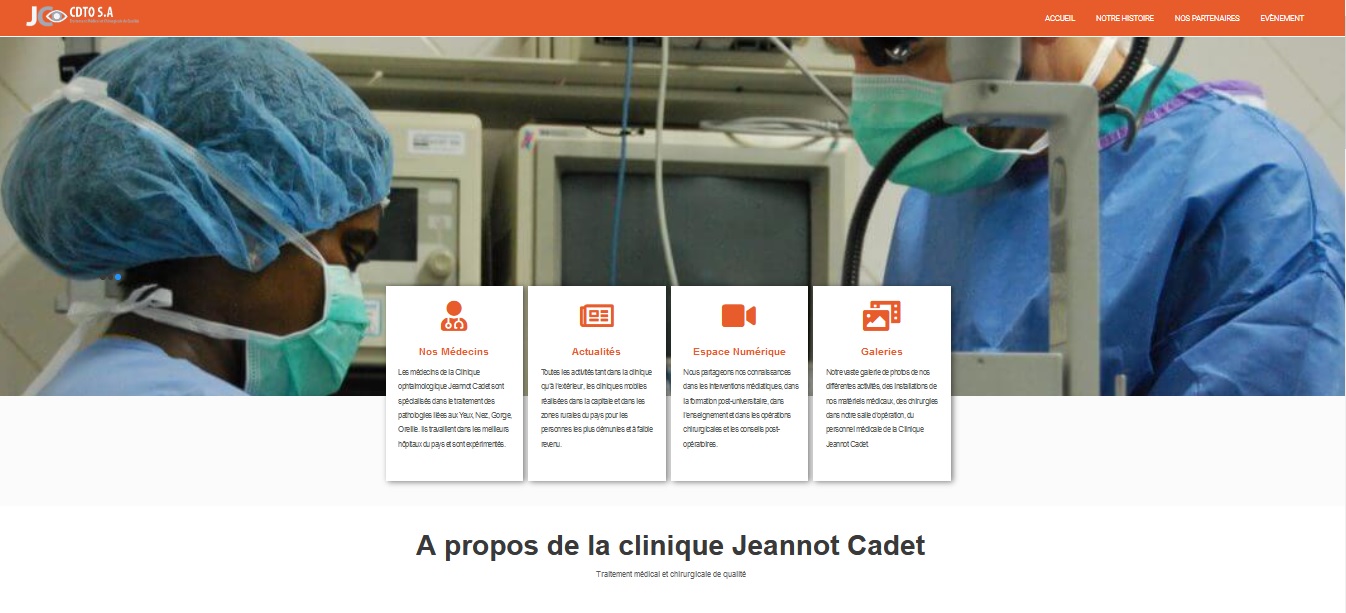 JC CDTO S.A
ACCUEIL NOTRE HISTOIRE NOS PARTENAIRES EVÈNEMENT
Nos Médecins
Les médecins de la Clinique
ophtalmologique Jeannot Cadet sont
spécialisés dans le traitement des
pathologies liées aux Yeux, Nez, Gorge,
Oreille. Ils travaillent dans les meilleurs
hôpitaux du pays et sont expérimentés.
Actualités
Toutes les activités tant dans la clinique
qu'à l'extérieur, les cliniques mobiles
réalisées dans la capitale et dans les
zones rurales du pays pour les
personnes les plus démunies et à faible
revenu.
Espace Numérique
Nous partageons nos connaissances
dans les interventions médiatiques, dans
la formation post-universitaire, dans
l'enseignement et dans les opérations
chirurgicales et les conseils post-
opératoires.
Galeries
Notre vaste galerie de photos de nos
différentes activités, des installations de
nos matériels médicaux, des chirurgies
dans notre salle d'opération, du
personnel médicale de la Clinique
Jeannot Cadet.
A propos de la clinique Jeannot Cadet
Traitement médical et chirurgicale de qualité